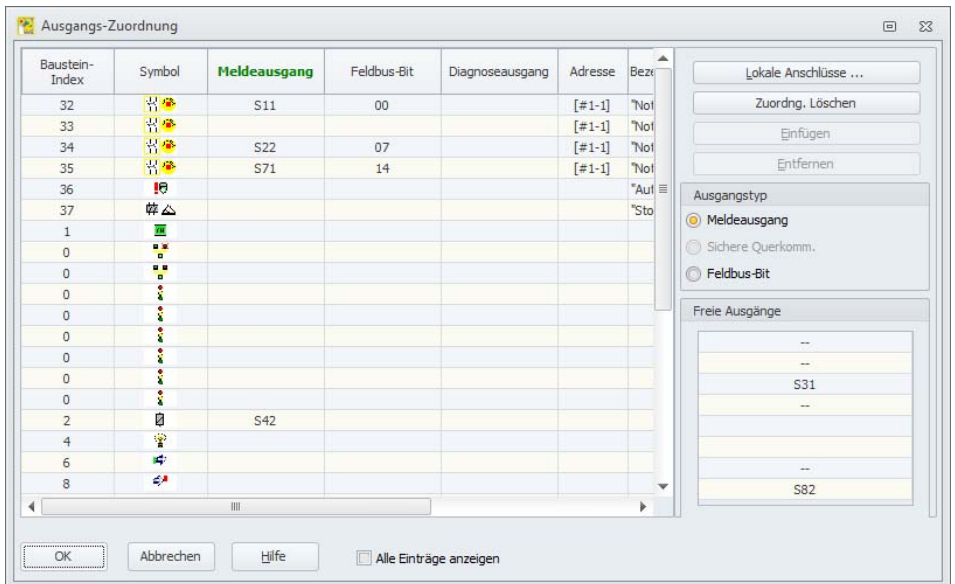 Ausgangs-Zuordnung
Baustein-Index Symbol Meldeausgang Feldbus-Bit Diagnoseausgang Adresse Beze
32 S11 00 [#1-1] "Not
33 [#1-1] "Not
34 S22 07 [#1-1] "Not
35 S71 14 [#1-1] "Not
36 "Aut
37 "Sto
1
0
0
0
0
0
0
0
0
2 S42
4
6
8
Lokale Anschlüsse ...
Zuordng. Löschen
Einfügen
Entfernen
Ausgangstyp
Meldeausgang
Sichere Querkomm.
Feldbus-Bit
Freie Ausgänge
--
--
S31
--
--
S82
OK Abbrechen Hilfe Alle Einträge anzeigen